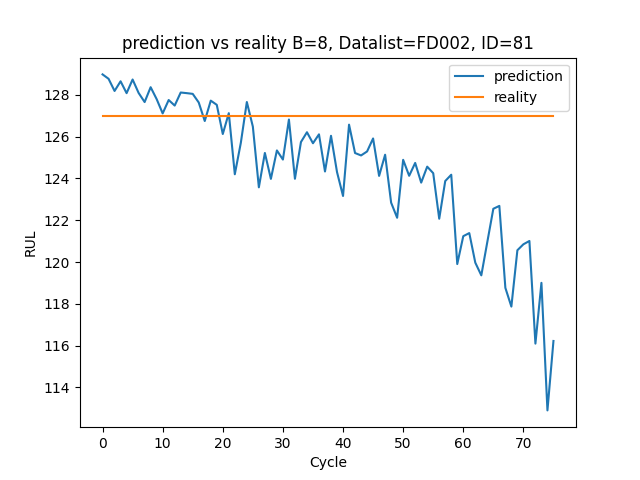 prediction vs reality B=8, Datalist=FD002, ID=81
prediction
reality
128
126
124
122
120
118
116
114
RUL
0 10 20 30 40 50 60 70
Cycle